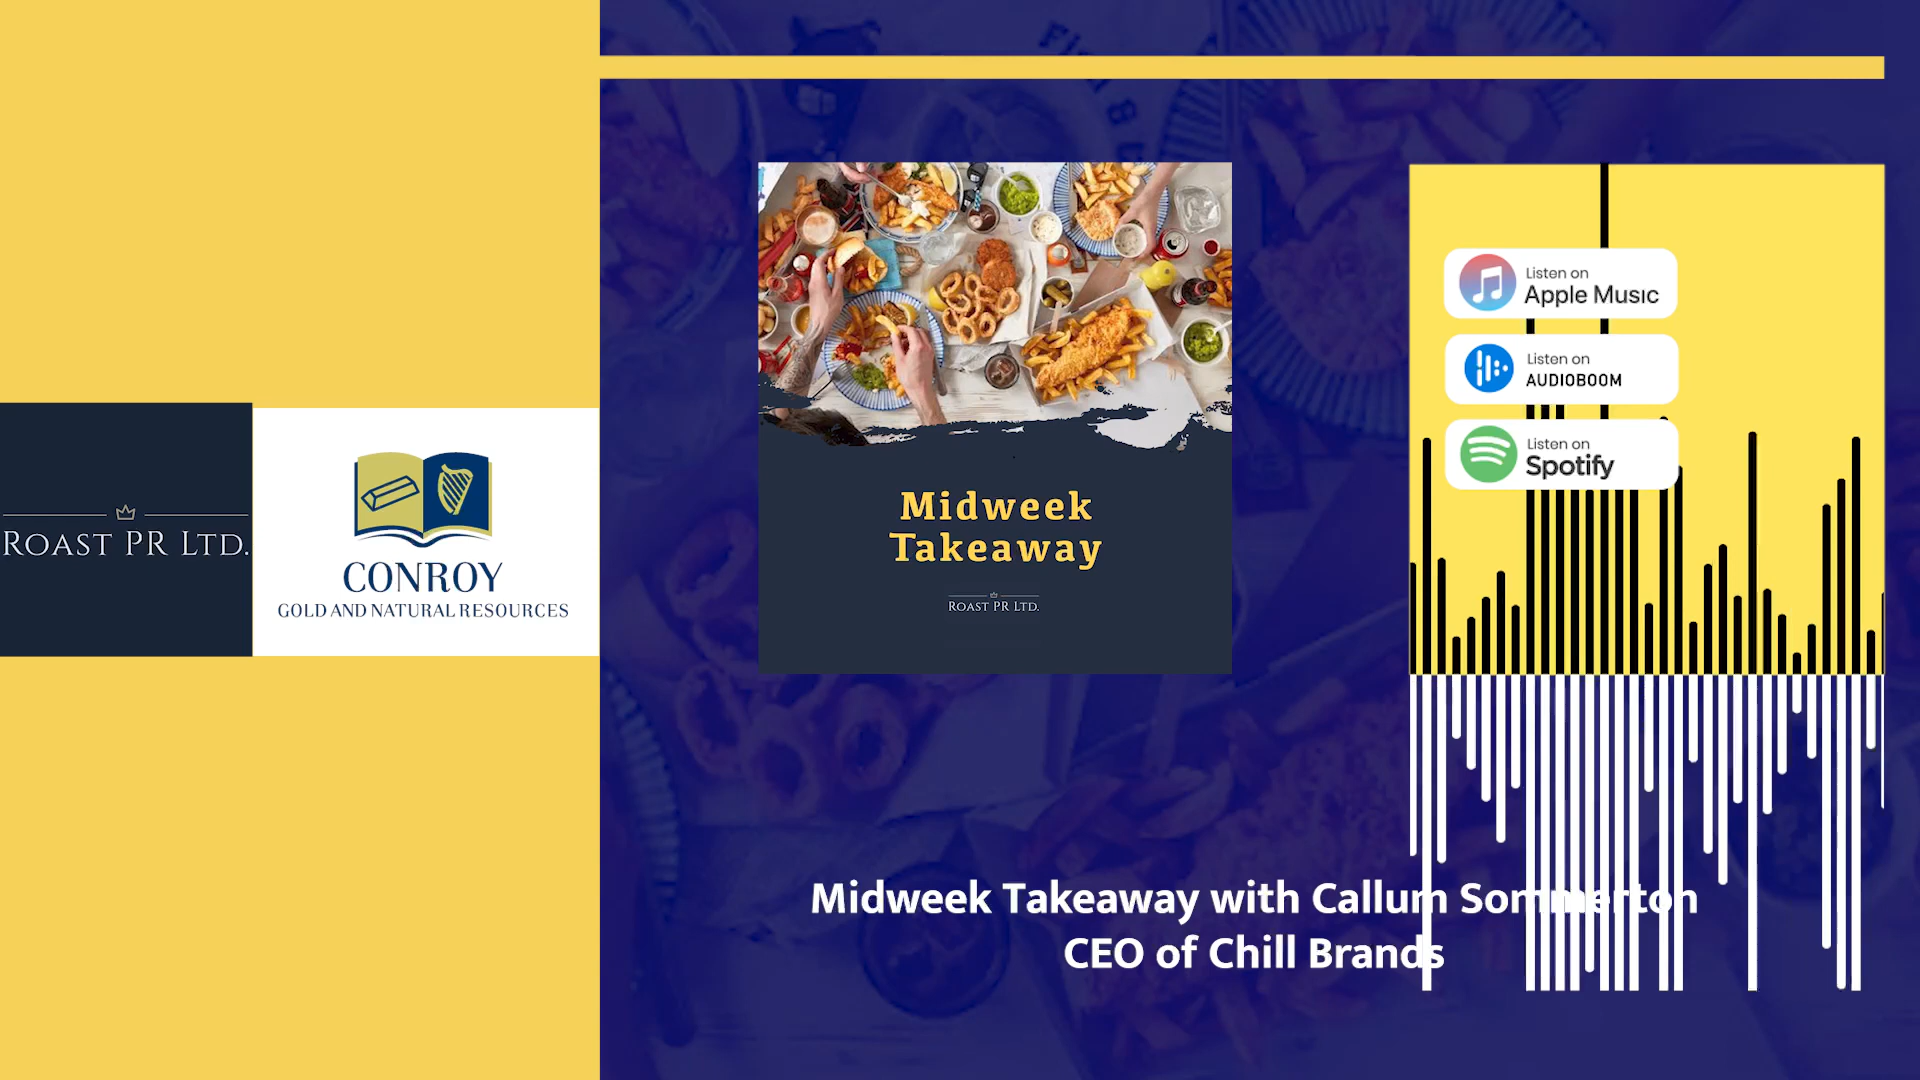 ROAST PR LTD.
CONROY
GOLD AND NATURAL RESOURCES
Midweek
Takeaway
ROAST PR LTD.
Listen on
Apple Music
Listen on
AUDIOBOOM
Listen on
Spotify
Midweek Takeaway with Callum Sommerton
CEO of Chill Brands